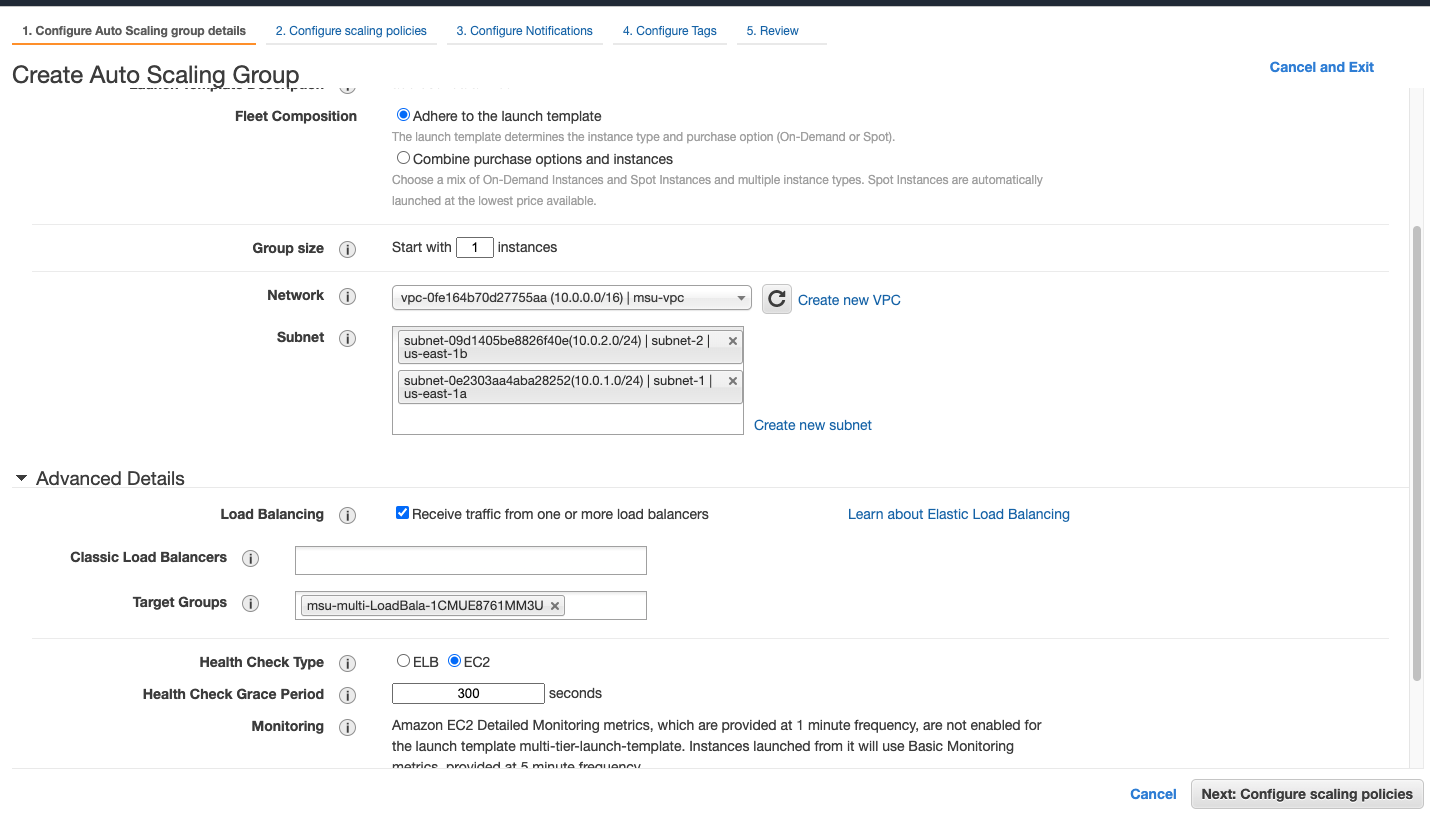 1. Configure Auto Scaling group details
2. Configure scaling policies
3. Configure Notifications
4. Configure Tags
5. Review
Create Auto Scaling Group
Cancel and Exit
Launch Template Description
Fleet Composition
Adhere to the launch template
The launch template determines the instance type and purchase option (On-Demand or Spot).
Combine purchase options and instances
Choose a mix of On-Demand Instances and Spot Instances and multiple instance types. Spot Instances are automatically
launched at the lowest price available.
Group size
Start with 1 instances
Network
vpc-0fe164b70d27755aa (10.0.0.0/16) | msu-vpc
Create new VPC
Subnet
subnet-09d1405be8826f40e(10.0.2.0/24) | subnet-2 |
us-east-1b
subnet-0e2303aa4aba28252(10.0.1.0/24) | subnet-1 |
us-east-1a
Create new subnet
Advanced Details
Load Balancing
Receive traffic from one or more load balancers
Learn about Elastic Load Balancing
Classic Load Balancers
Target Groups
msu-multi-LoadBala-1CMUE8761MM3U
Health Check Type
ELB EC2
Health Check Grace Period
300 seconds
Monitoring
Amazon EC2 Detailed Monitoring metrics, which are provided at 1 minute frequency, are not enabled for
the launch template multi-tier-launch-template. Instances launched from it will use Basic Monitoring
metrics, provided at 5 minute frequency.
Cancel
Next: Configure scaling policies